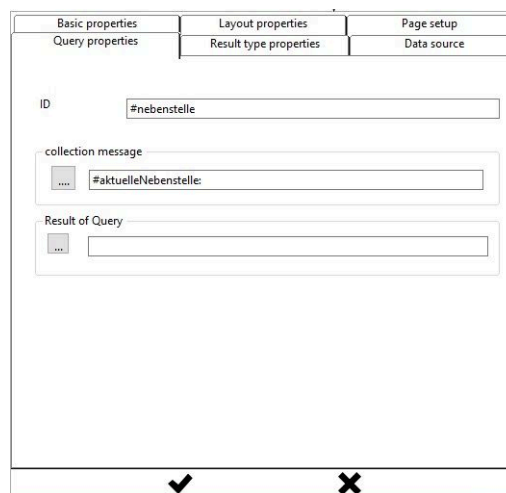 Basic properties
Layout properties
Page setup
Query properties
Result type properties
Data source
ID
#nebenstelle
collection message
....
#aktuelleNebenstelle:
Result of Query
...